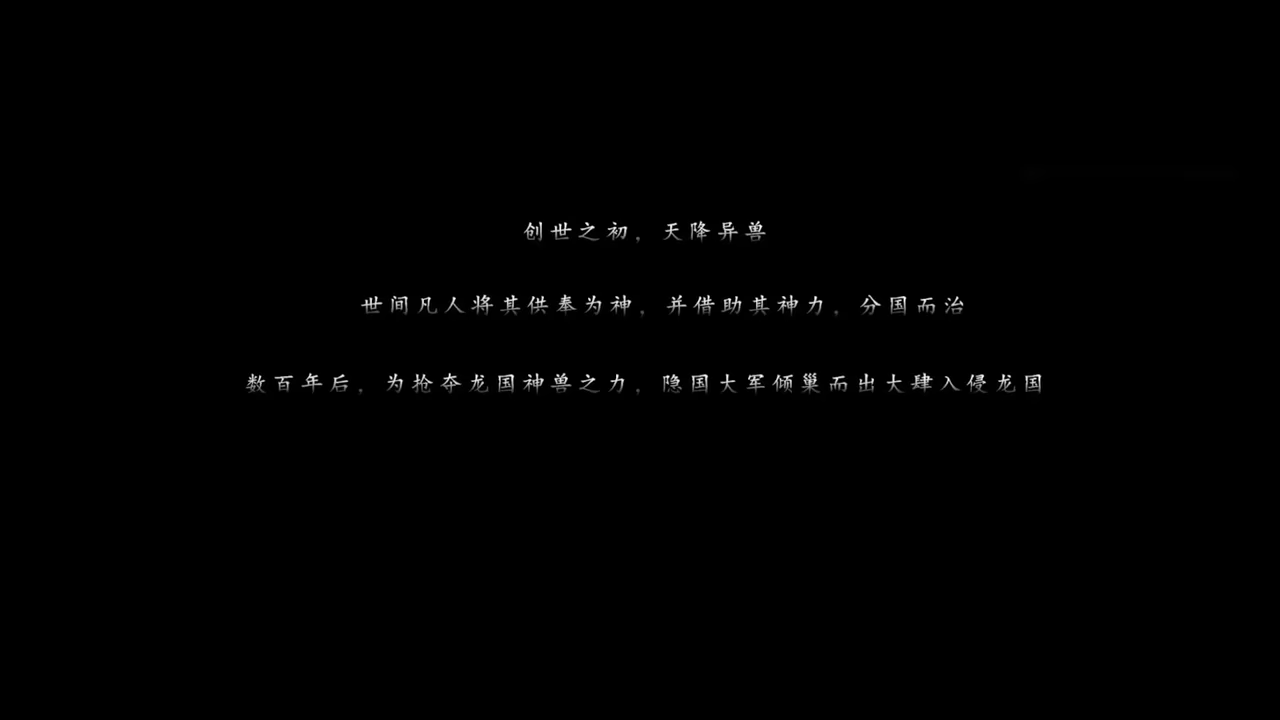 创世之初，天降异兽
世间凡人将其供奉为神，并借助其神力，分国而治
数百年后，为抢夺龙国神兽之力，隐国大军倾巢而出大肆入侵龙国